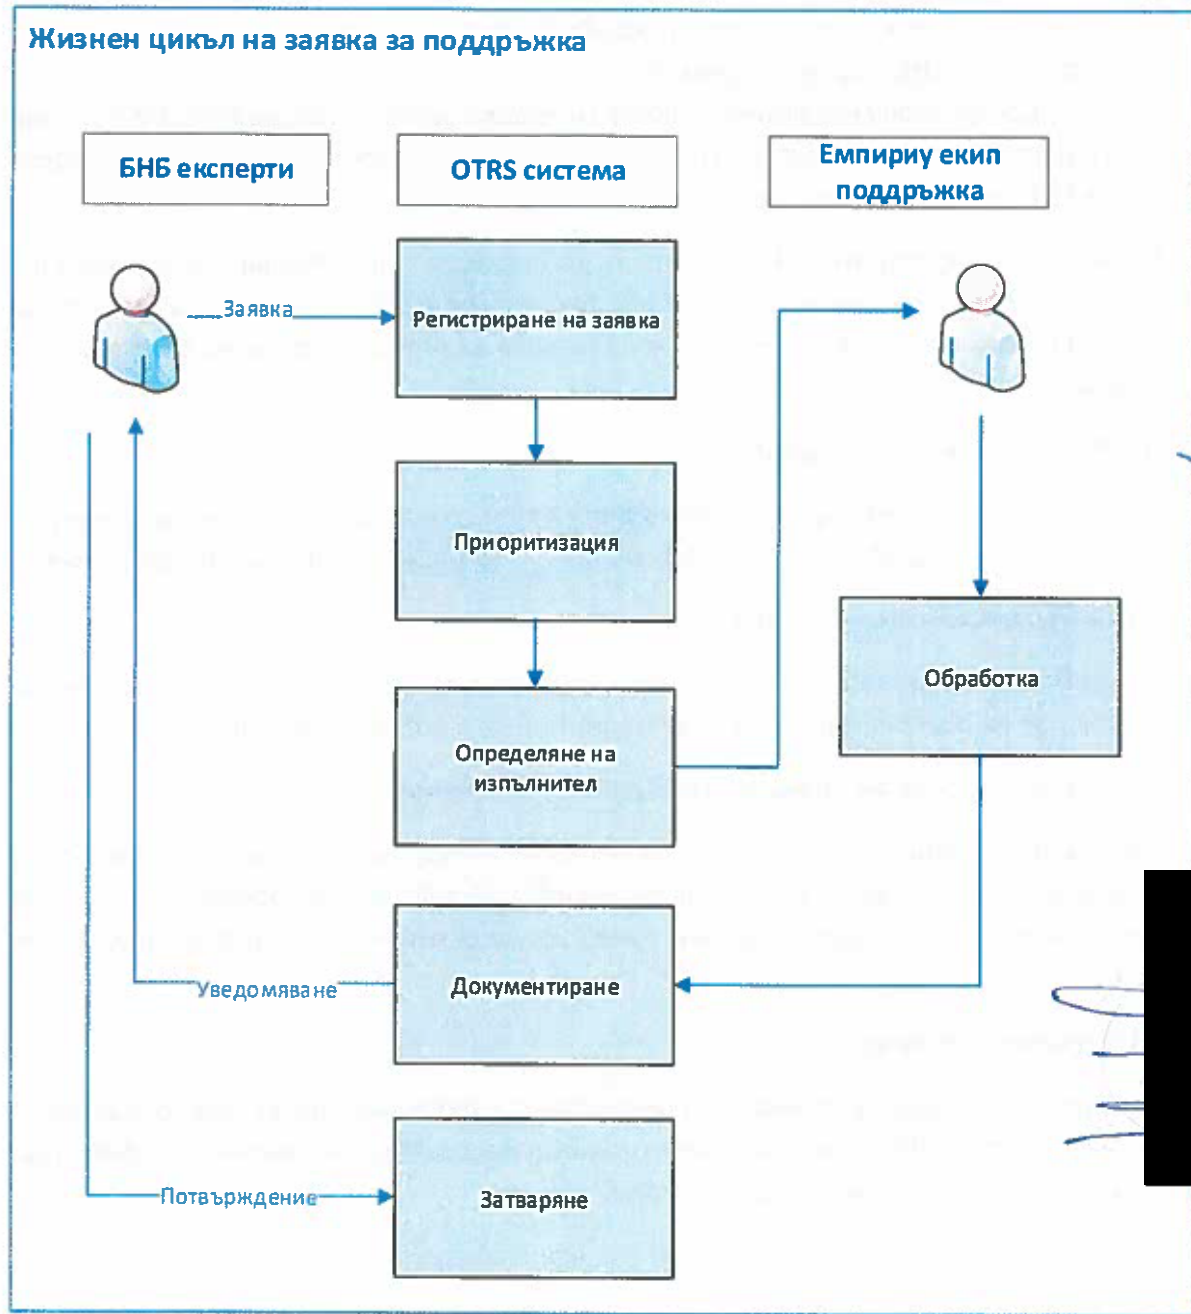 Жизнен цикъл на заявка за поддръжка
БНБ експерти
OTRS система
Емпириу екип
поддръжка
Заявка
Регистриране на заявка
Приоритизация
Обработка
Определяне на
изпълнител
Уведомяване
Документиране
Потвърждение
Затваряне